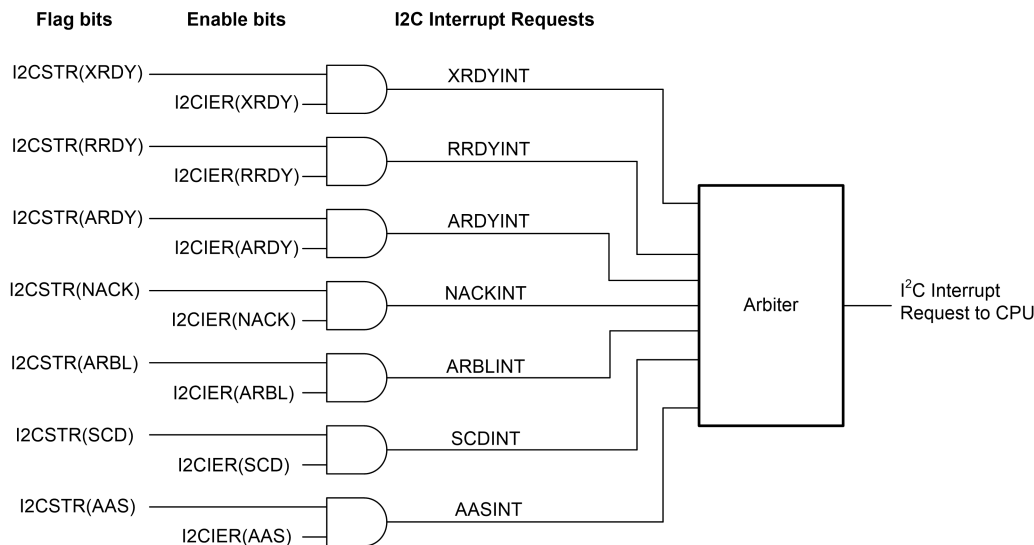 Flag bits Enable bits I2C Interrupt Requests
I2CSTR(XRDY)
XRDYINT
I2CIER(XRDY)
I2CSTR(RRDY)
RRDYINT
I2CIER(RRDY)
I2CSTR(ARDY)
ARDYINT
I2CIER(ARDY)
I2CSTR(NACK)
NACKINT
I2CIER(NACK)
I2CSTR(ARBL)
ARBLINT
I2CIER(ARBL)
I2CSTR(SCD)
SCDINT
I2CIER(SCD)
I2CSTR(AAS)
AASINT
I2CIER(AAS)
Arbiter
I²C Interrupt
Request to CPU